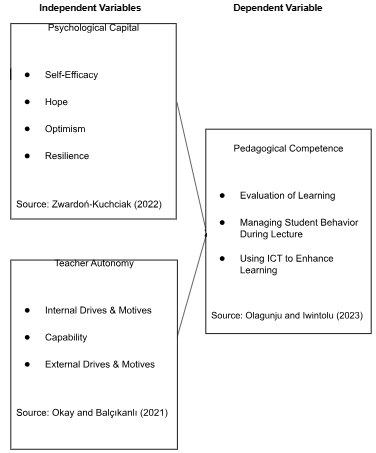 Independent Variables
Psychological Capital
● Self-Efficacy
● Hope
● Optimism
● Resilience
Source: Zwardoń-Kuchciak (2022)
Teacher Autonomy
● Internal Drives & Motives
● Capability
● External Drives & Motives
Source: Okay and Balçıkanlı (2021)
Dependent Variable
Pedagogical Competence
● Evaluation of Learning
● Managing Student Behavior
During Lecture
● Using ICT to Enhance
Learning
Source: Olagunju and Iwintolu (2023)